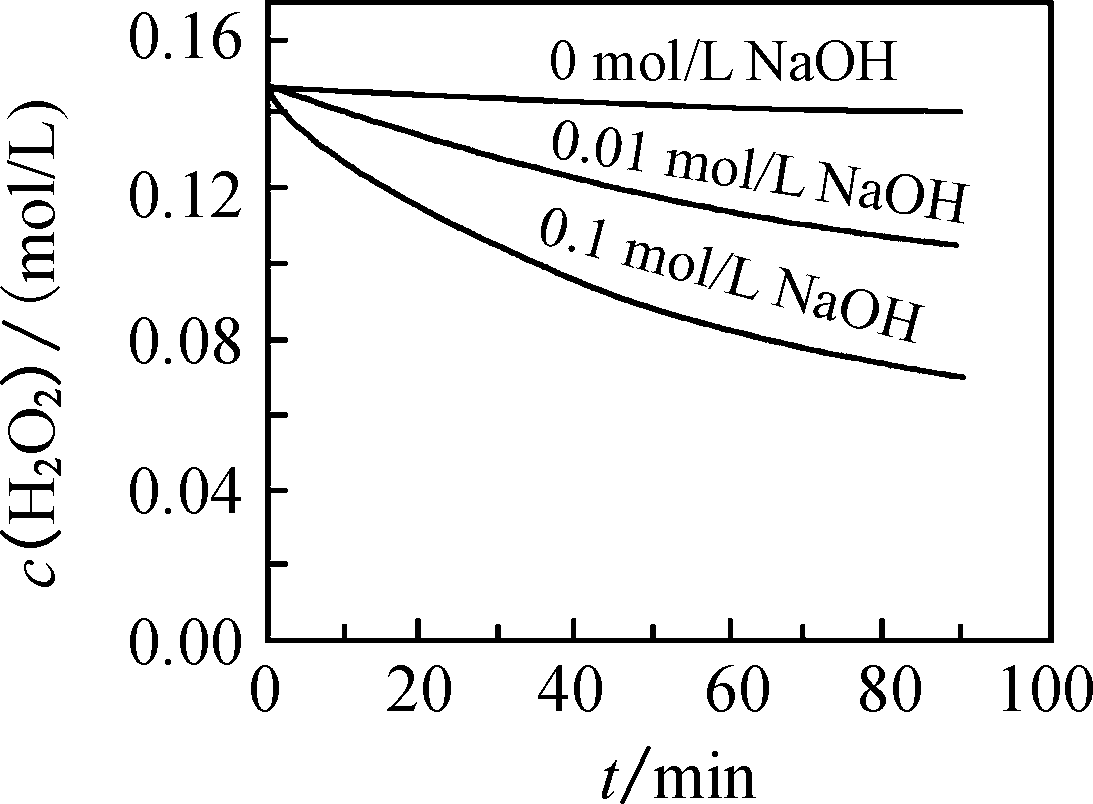 c(H₂O₂)/(mol/L)
0.16
0.12
0.08
0.04
0.00
0 mol/L NaOH
0.01 mol/L NaOH
0.1 mol/L NaOH
0 20 40 60 80 100
t/min